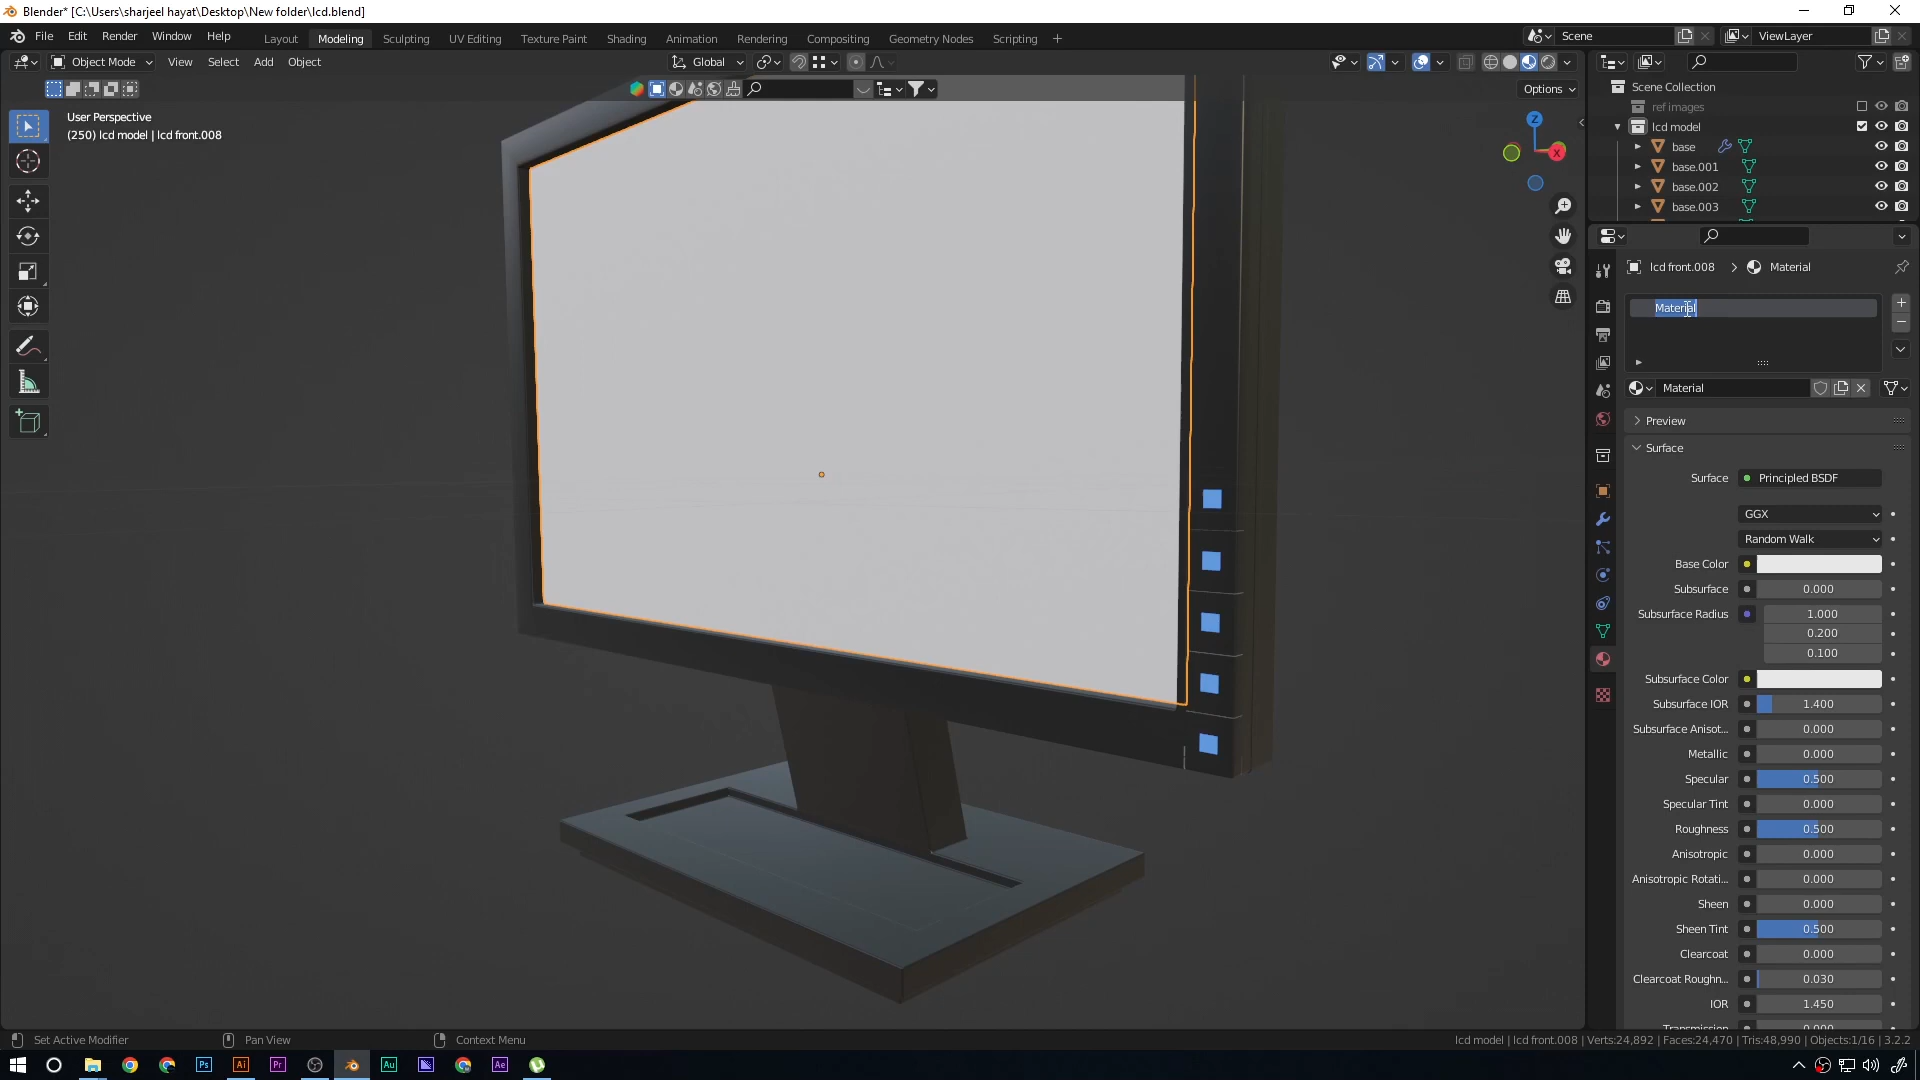 Blender* [C:\Users\sharjeel hayat\Desktop\New folder\lcd.blend]
File Edit Render Window Help Layout Modeling Sculpting UV Editing Texture Paint Shading Animation Rendering Compositing Geometry Nodes Scripting + Scene ViewLayer
Object Mode View Select Add Object Global
Options
User Perspective
(250) lcd model | lcd front.008
Z
X
Scene Collection
ref images
lcd model
base
base.001
base.002
base.003
lcd front.008 > Material
Material
Material
Preview
Surface
Surface Principled BSDF
GGX
Random Walk
Base Color
Subsurface 0.000
Subsurface Radius 1.000
0.200
0.100
Subsurface Color
Subsurface IOR 1.400
Subsurface Anisot... 0.000
Metallic 0.000
Specular 0.500
Specular Tint 0.000
Roughness 0.500
Anisotropic 0.000
Anisotropic Rotati... 0.000
Sheen 0.000
Sheen Tint 0.500
Clearcoat 0.000
Clearcoat Roughn... 0.030
IOR 1.450
Transmission 0.000
Set Active Modifier Pan View Context Menu lcd model | lcd front.008 | Verts:24,892 | Faces:24,470 | Tris:48,990 | Objects:1/16 | 3.2.2
Ps Ai Pr Au Ae